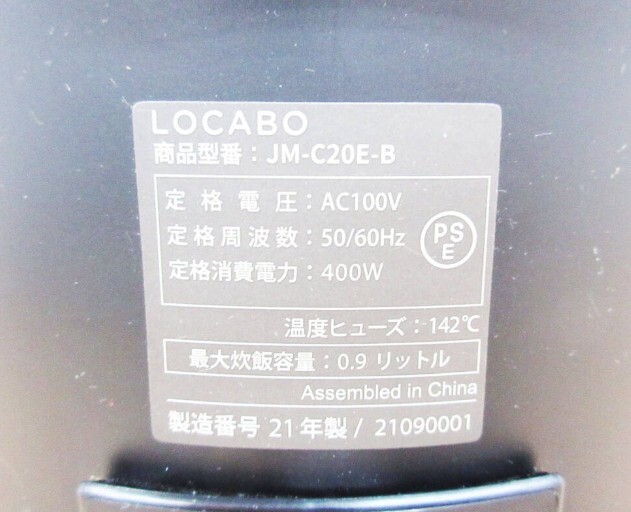 LOCABO
商品型番：JM-C20E-B
定格電圧：AC100V
定格周波数：50/60Hz
定格消費電力：400W
PS
E
温度ヒューズ：142℃
最大炊飯容量：0.9 リットル
Assembled in China
製造番号 21年製 / 21090001